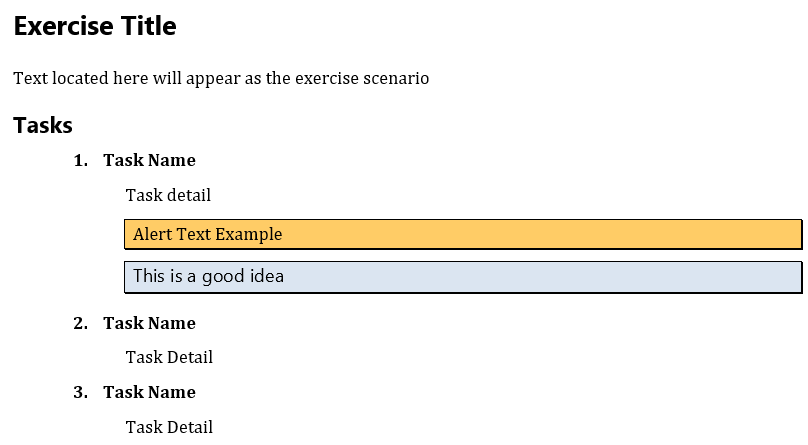 Exercise Title
Text located here will appear as the exercise scenario
Tasks
1. Task Name
Task detail
Alert Text Example
This is a good idea
2. Task Name
Task Detail
3. Task Name
Task Detail